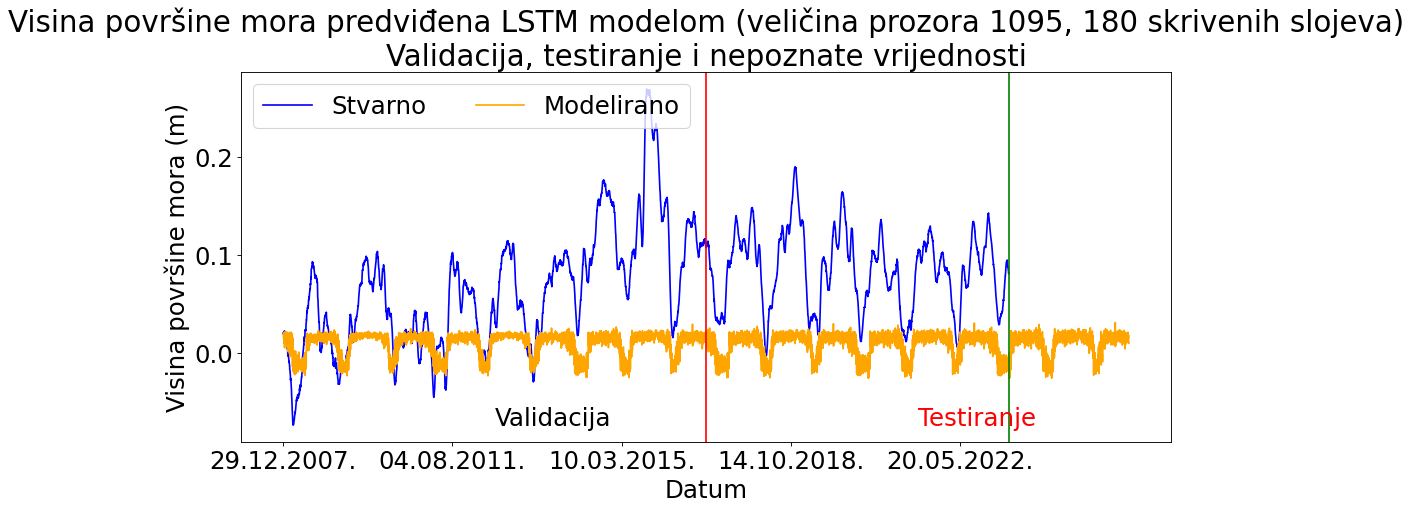 Visina površine mora predviđena LSTM modelom (veličina prozora 1095, 180 skrivenih slojeva)
Validacija, testiranje i nepoznate vrijednosti
Stvarno
Modelirano
Visina površine mora (m)
0.2
0.1
0.0
Validacija
Testiranje
29.12.2007.
04.08.2011.
10.03.2015.
14.10.2018.
20.05.2022.
Datum